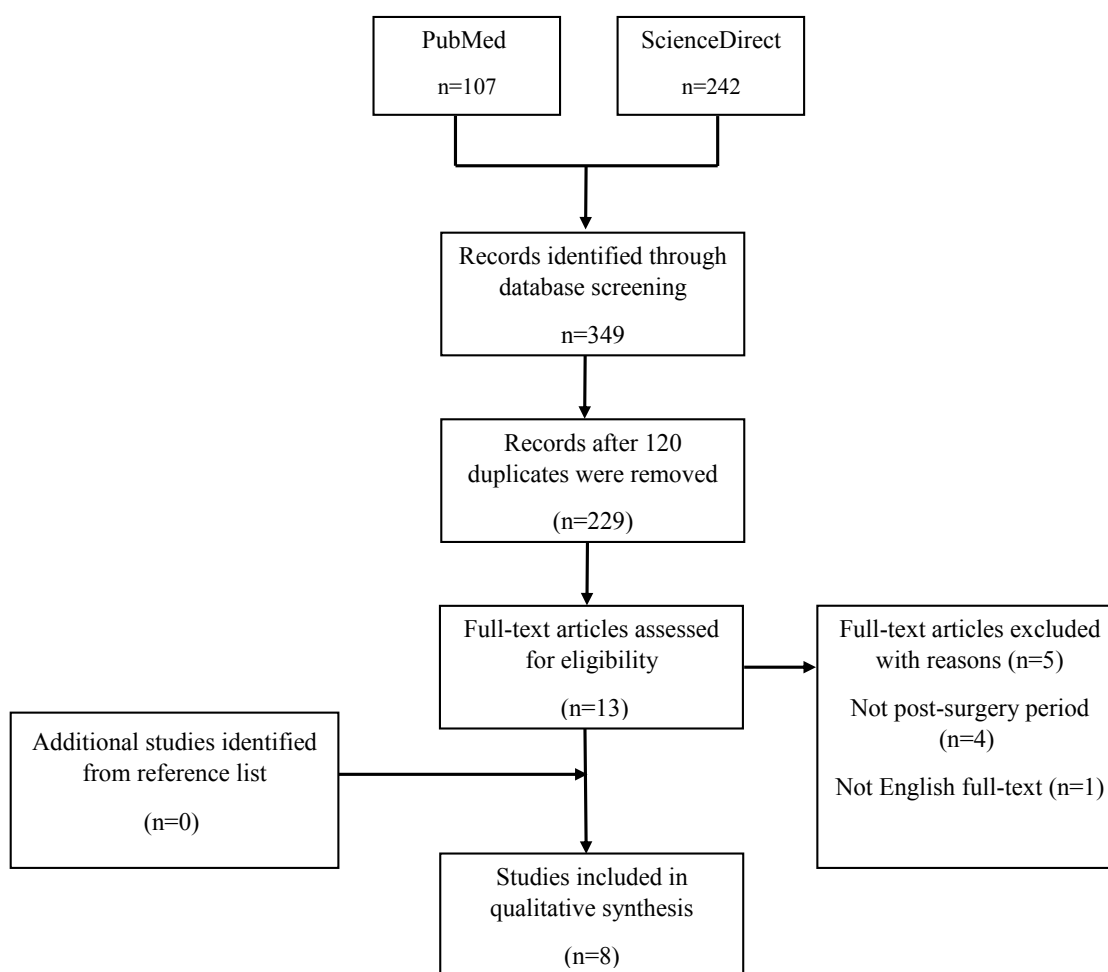 PubMed
n=107
ScienceDirect
n=242
Records identified through
database screening
n=349
Records after 120
duplicates were removed
(n=229)
Full-text articles assessed
for eligibility
(n=13)
Full-text articles excluded
with reasons (n=5)
Not post-surgery period
(n=4)
Not English full-text (n=1)
Additional studies identified
from reference list
(n=0)
Studies included in
qualitative synthesis
(n=8)